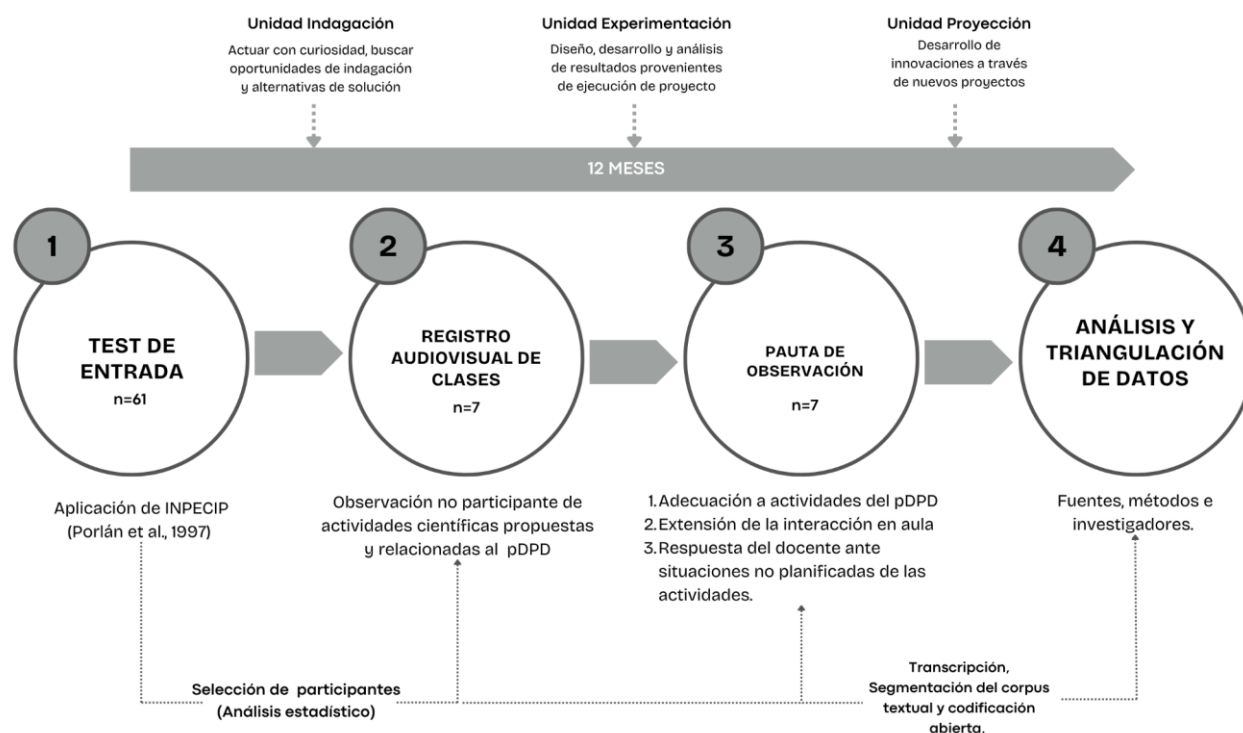 Unidad Indagación
Actuar con curiosidad, buscar
oportunidades de indagación
y alternativas de solución
Unidad Experimentación
Diseño, desarrollo y análisis
de resultados provenientes
de ejecución de proyecto
Unidad Proyección
Desarrollo de
innovaciones a través
de nuevos proyectos
12 MESES
1
TEST DE
ENTRADA
n=61
Aplicación de INPECIP
(Porlán et al., 1997)
2
REGISTRO
AUDIOVISUAL DE
CLASES
n=7
Observación no participante de
actividades científicas propuestas
y relacionadas al pDPD
3
PAUTA DE
OBSERVACIÓN
n=7
1.Adecuación a actividades del pDPD
2.Extensión de la interacción en aula
3.Respuesta del docente ante
situaciones no planificadas de las
actividades.
4
ANÁLISIS Y
TRIANGULACIÓN
DE DATOS
Fuentes, métodos e
investigadores.
Selección de participantes
(Análisis estadístico)
Transcripción,
Segmentación del corpus
textual y codificación
abierta.